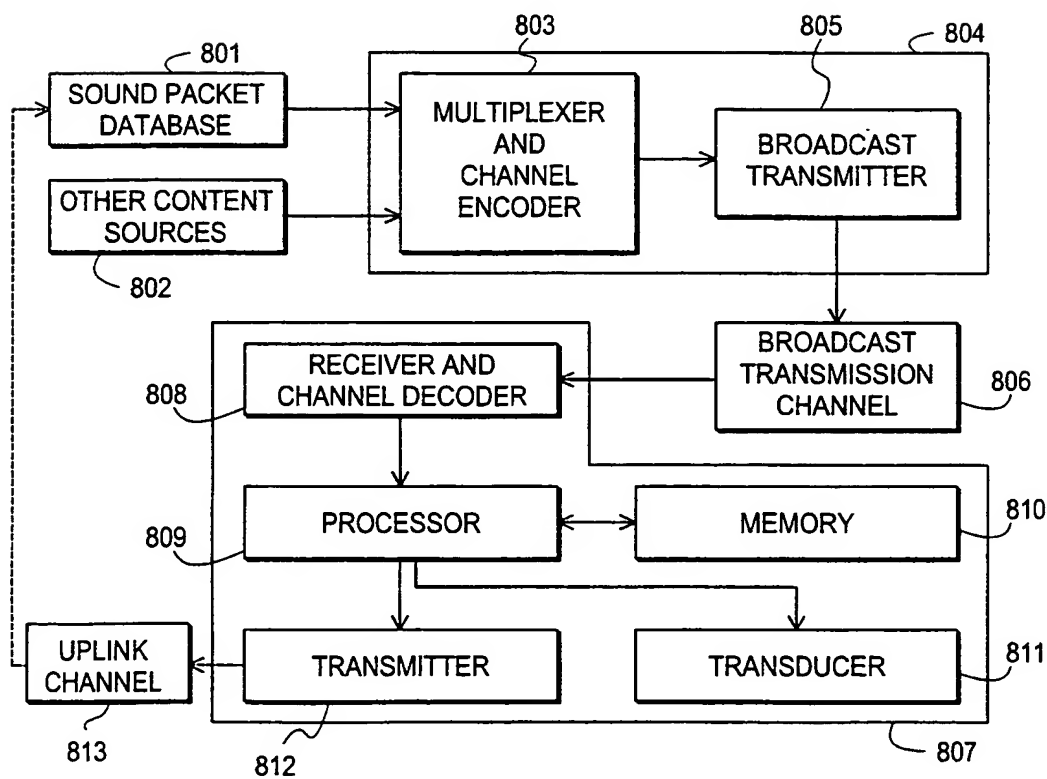 801
SOUND PACKET
DATABASE
OTHER CONTENT
SOURCES
802
803
MULTIPLEXER
AND
CHANNEL
ENCODER
805
804
BROADCAST
TRANSMITTER
BROADCAST
TRANSMISSION
CHANNEL
806
RECEIVER AND
CHANNEL DECODER
808
PROCESSOR
809
MEMORY
810
UPLINK
CHANNEL
813
TRANSMITTER
812
TRANSDUCER
811
807